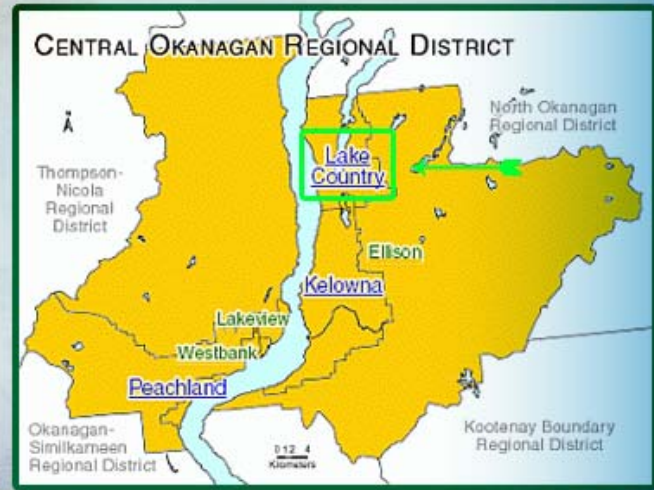 CENTRAL OKANAGAN REGIONAL DISTRICT
North Okanagan
Regional District
Thompson-
Nicola
Regional
District
Lake
Country
Ellison
Kelowna
Lakeview
Westbank
Peachland
Okanagan-
Similkameen
Regional District
0 1 2 4
Kilometers
Kootenay Boundary
Regional District